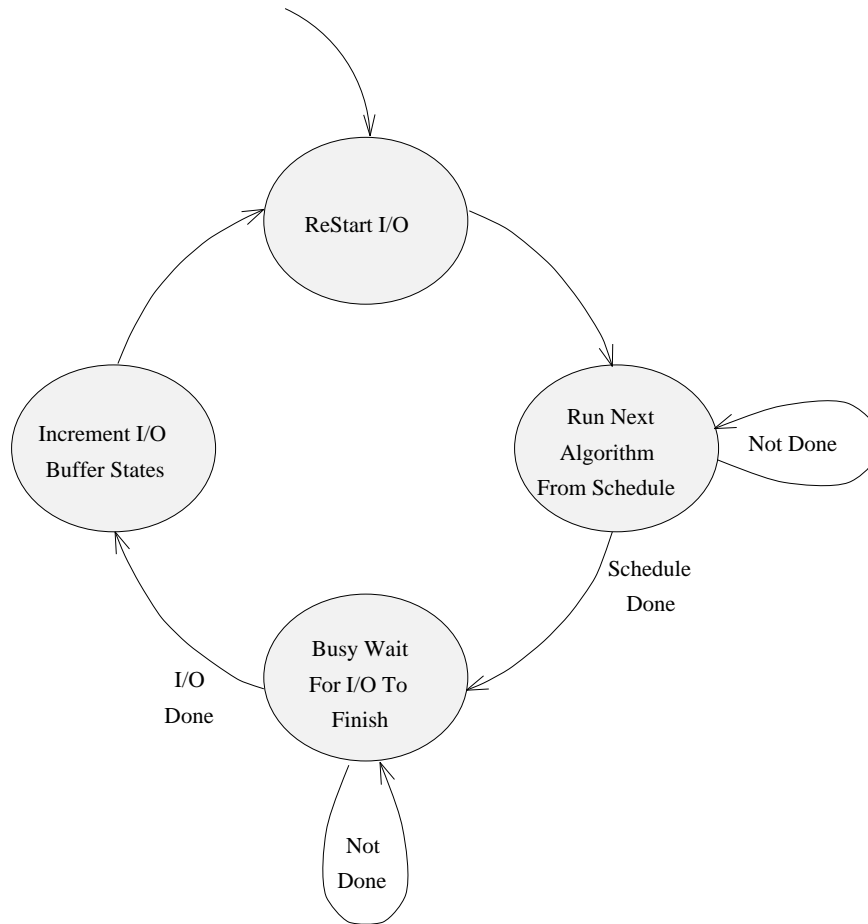 ReStart I/O
Run Next
Algorithm
From Schedule
Not Done
Schedule
Done
Busy Wait
For I/O To
Finish
Not
Done
I/O
Done
Increment I/O
Buffer States